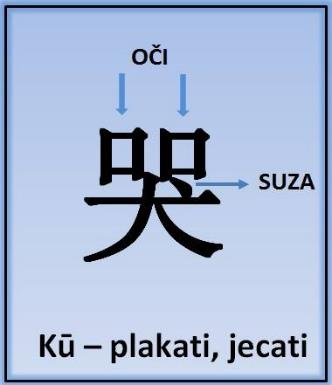 OČI
哭
SUZA
Kū – plakati, jecati